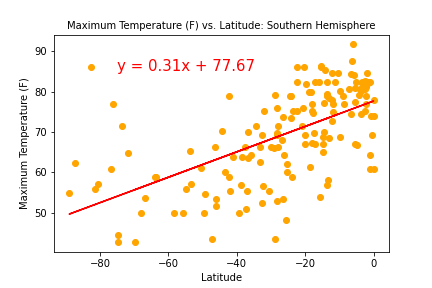 Maximum Temperature (F) vs. Latitude: Southern Hemisphere
y = 0.31x + 77.67
Maximum Temperature (F)
90
80
70
60
50
−80
−60
−40
−20
0
Latitude